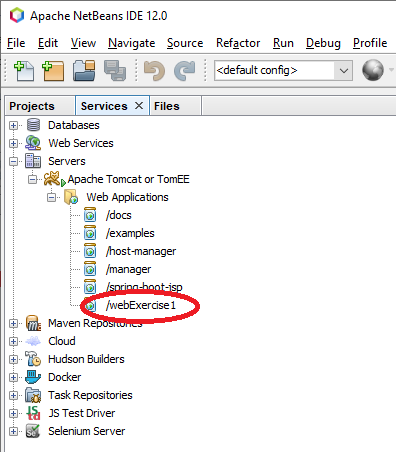 Apache NetBeans IDE 12.0
File Edit View Navigate Source Refactor Run Debug Profile
<default config>
Projects Services × Files
Databases
Web Services
Servers
Apache Tomcat or TomEE
Web Applications
/docs
/examples
/host-manager
/manager
/spring-boot-jsp
/webExercise1
Maven Repositories
Cloud
Hudson Builders
Docker
Task Repositories
JS Test Driver
Selenium Server